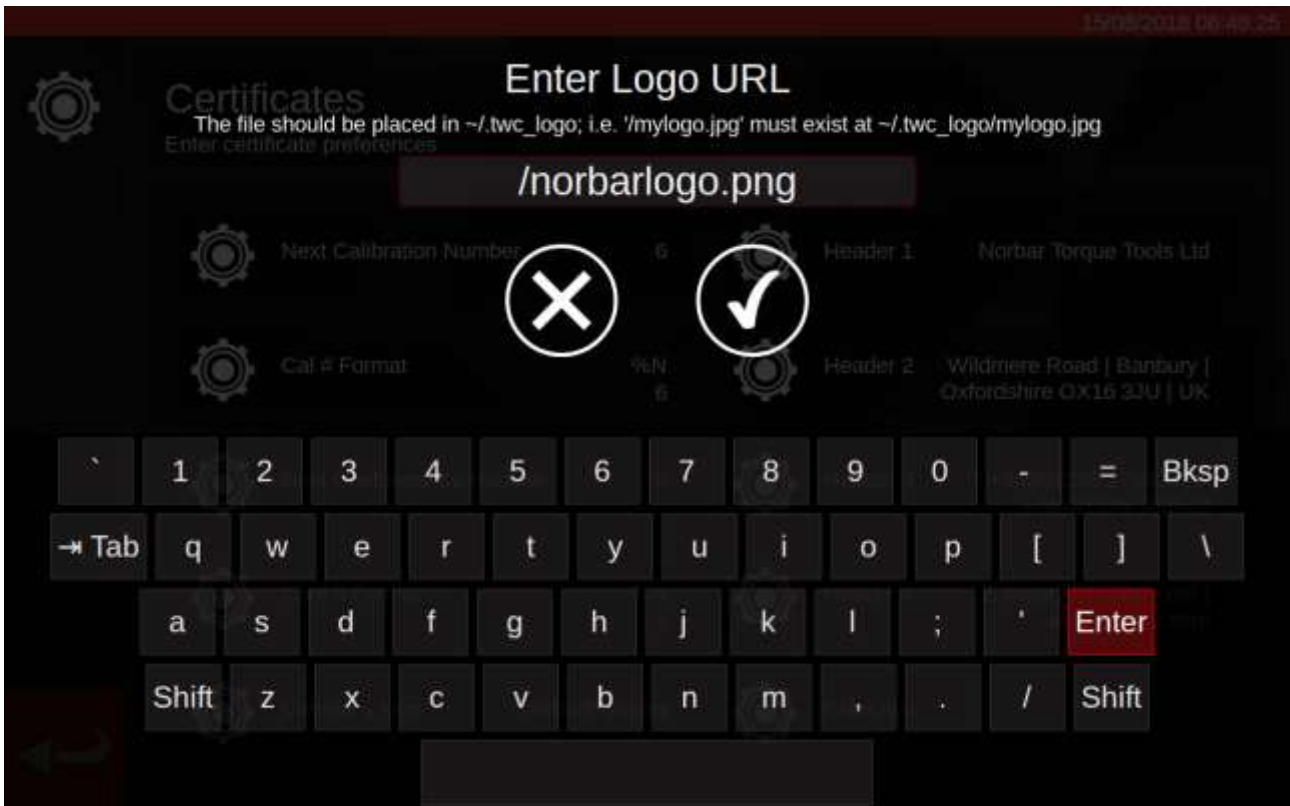 15/08/2018 08:48:25
Enter Logo URL
Certificates
The file should be placed in ~/.twc_logo; i.e. '/mylogo.jpg' must exist at ~/.twc_logo/mylogo.jpg
Enter certificate preferences
/norbarlogo.png
Next Calibration Number 6 Header 1 Norbar Torque Tools Ltd
Cal # Format %N Header 2 Wildmere Road | Banbury |
6 Oxfordshire OX16 3JU | UK
` 1 2 3 4 5 6 7 8 9 0 - = Bksp
⇥ Tab q w e r t y u i o p [ ] \
a s d f g h j k l ; ' Enter
Shift z x c v b n m , . / Shift